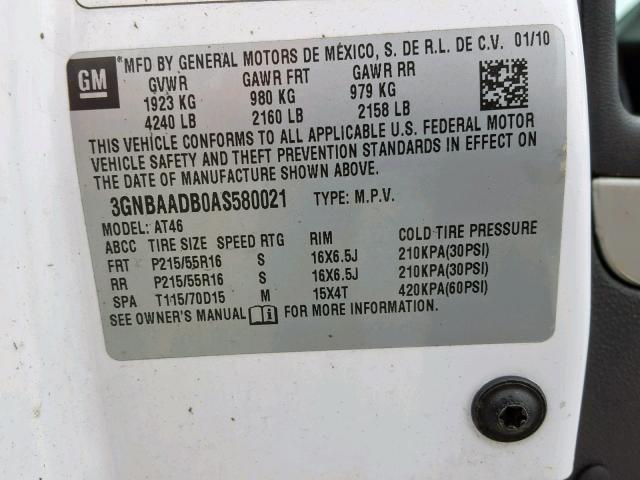 GM
*MFD BY GENERAL MOTORS DE MÉXICO, S. DE R.L. DE C.V. 01/10
GVWR GAWR FRT GAWR RR
1923 KG 980 KG 979 KG
4240 LB 2160 LB 2158 LB
THIS VEHICLE CONFORMS TO ALL APPLICABLE U.S. FEDERAL MOTOR
VEHICLE SAFETY AND THEFT PREVENTION STANDARDS IN EFFECT ON
THE DATE OF MANUFACTURE SHOWN ABOVE.
3GNBAADB0AS580021 TYPE: M.P.V.
MODEL: AT46
ABCC TIRE SIZE SPEED RTG RIM COLD TIRE PRESSURE
FRT P215/55R16 S 16X6.5J 210KPA(30PSI)
RR P215/55R16 S 16X6.5J 210KPA(30PSI)
SPA T115/70D15 M 15X4T 420KPA(60PSI)
SEE OWNER'S MANUAL FOR MORE INFORMATION.